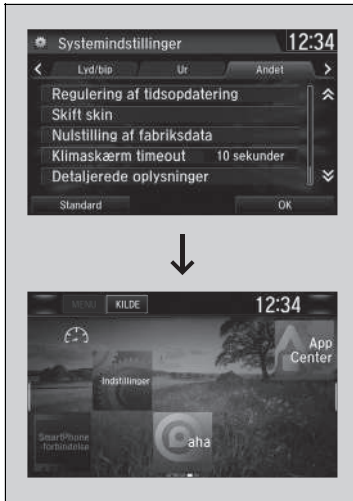 Systemindstillinger
12:34
Lyd/bip
Ur
Andet
Regulering af tidsopdatering
Skift skin
Nulstilling af fabriksdata
Klimaskærm timeout 10 sekunder
Detaljerede oplysninger
Standard
OK
MENU
KILDE
12:34
App
Center
Indstillinger
SmartPhone
-forbindelse
aha